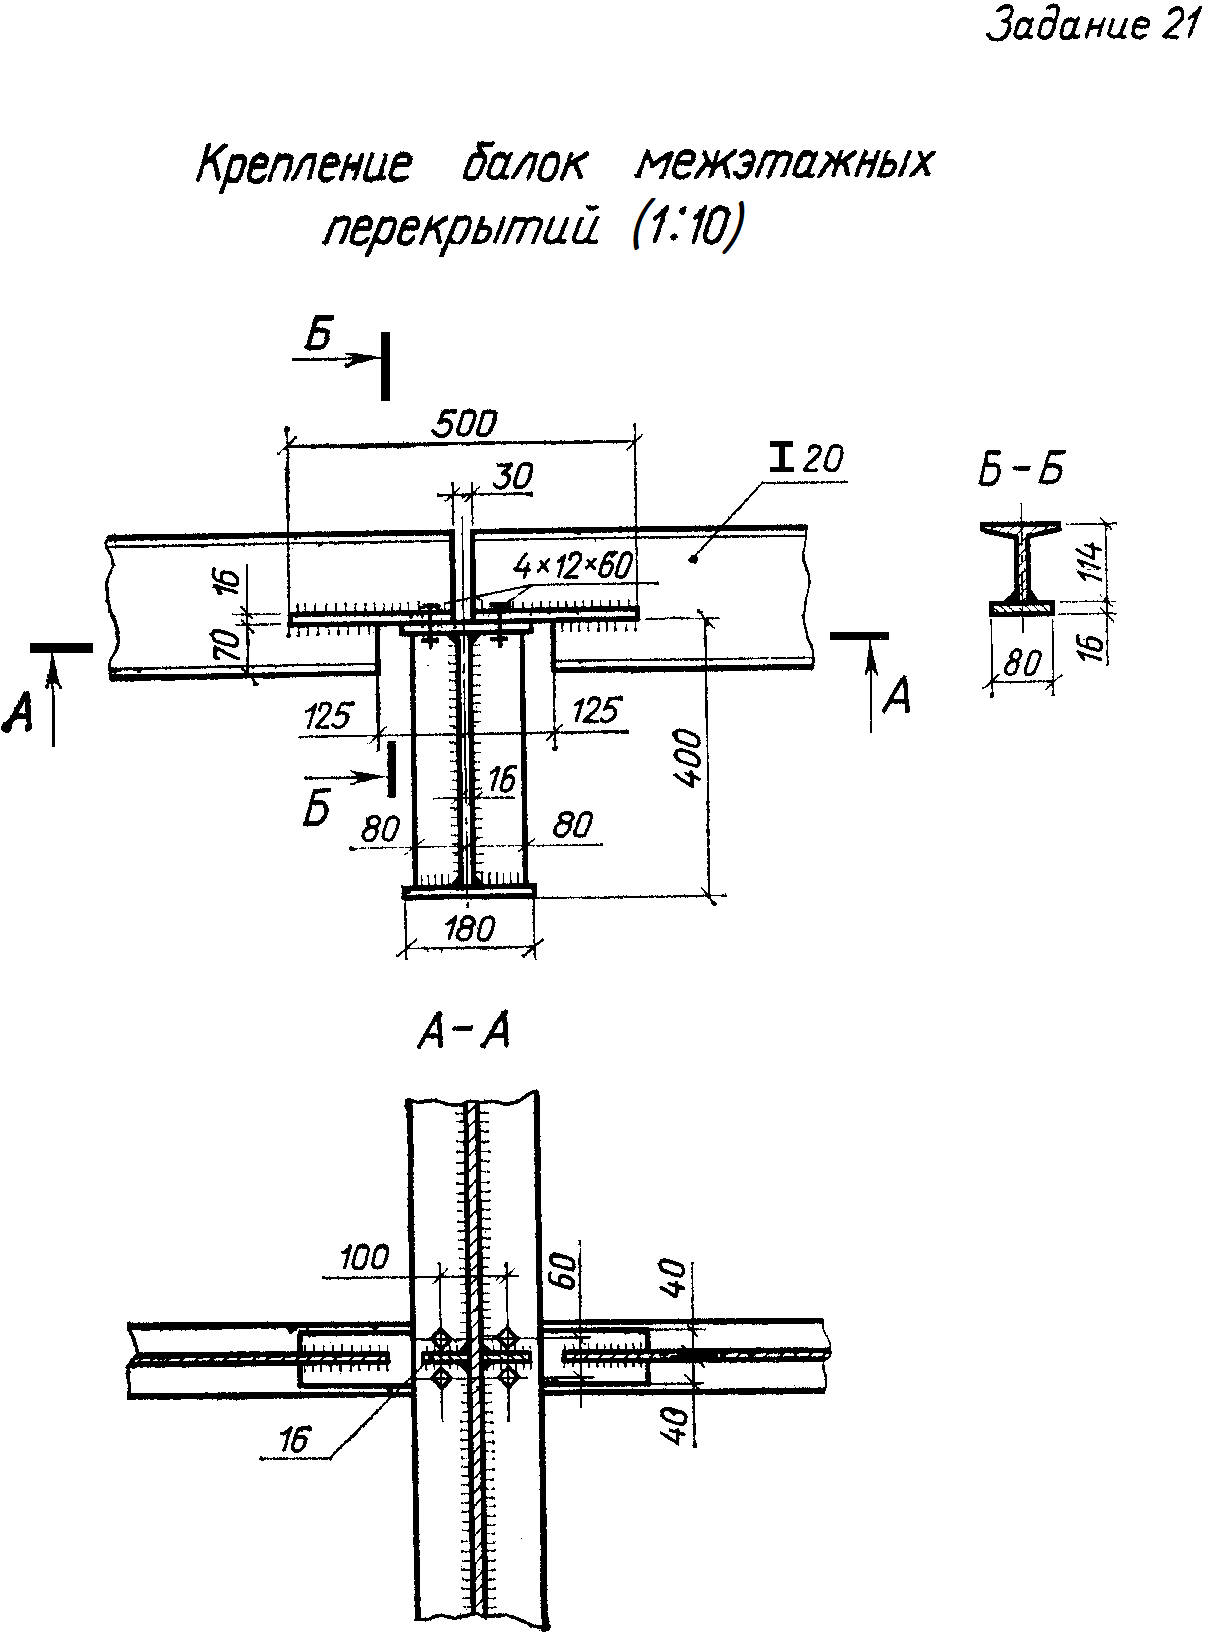 Задание 21
Крепление балок межэтажных
перекрытий (1:10)
Б
500
30
I 20
Б-Б
4×12×60
16
70
114
16
80
А
А
125
125
Б
16
400
80
80
180
А-А
100
60
40
16
40